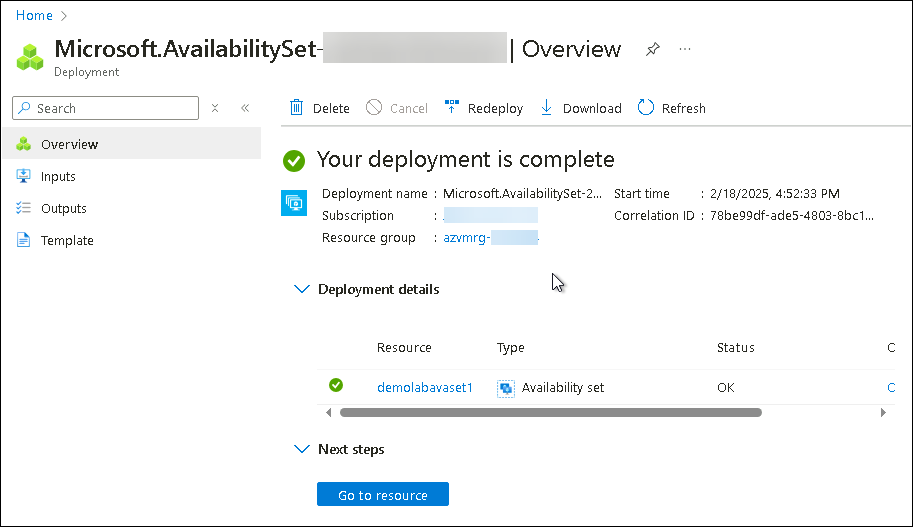 Home >
Microsoft.AvailabilitySet- | Overview
Deployment
Search
Delete Cancel Redeploy Download Refresh
Overview
Inputs
Outputs
Template
Your deployment is complete
Deployment name : Microsoft.AvailabilitySet-2... Start time : 2/18/2025, 4:52:33 PM
Subscription : Correlation ID : 78be99df-ade5-4803-8bc1...
Resource group : azvmrg-
Deployment details
Resource Type Status
demolabavaset1 Availability set OK
Next steps
Go to resource